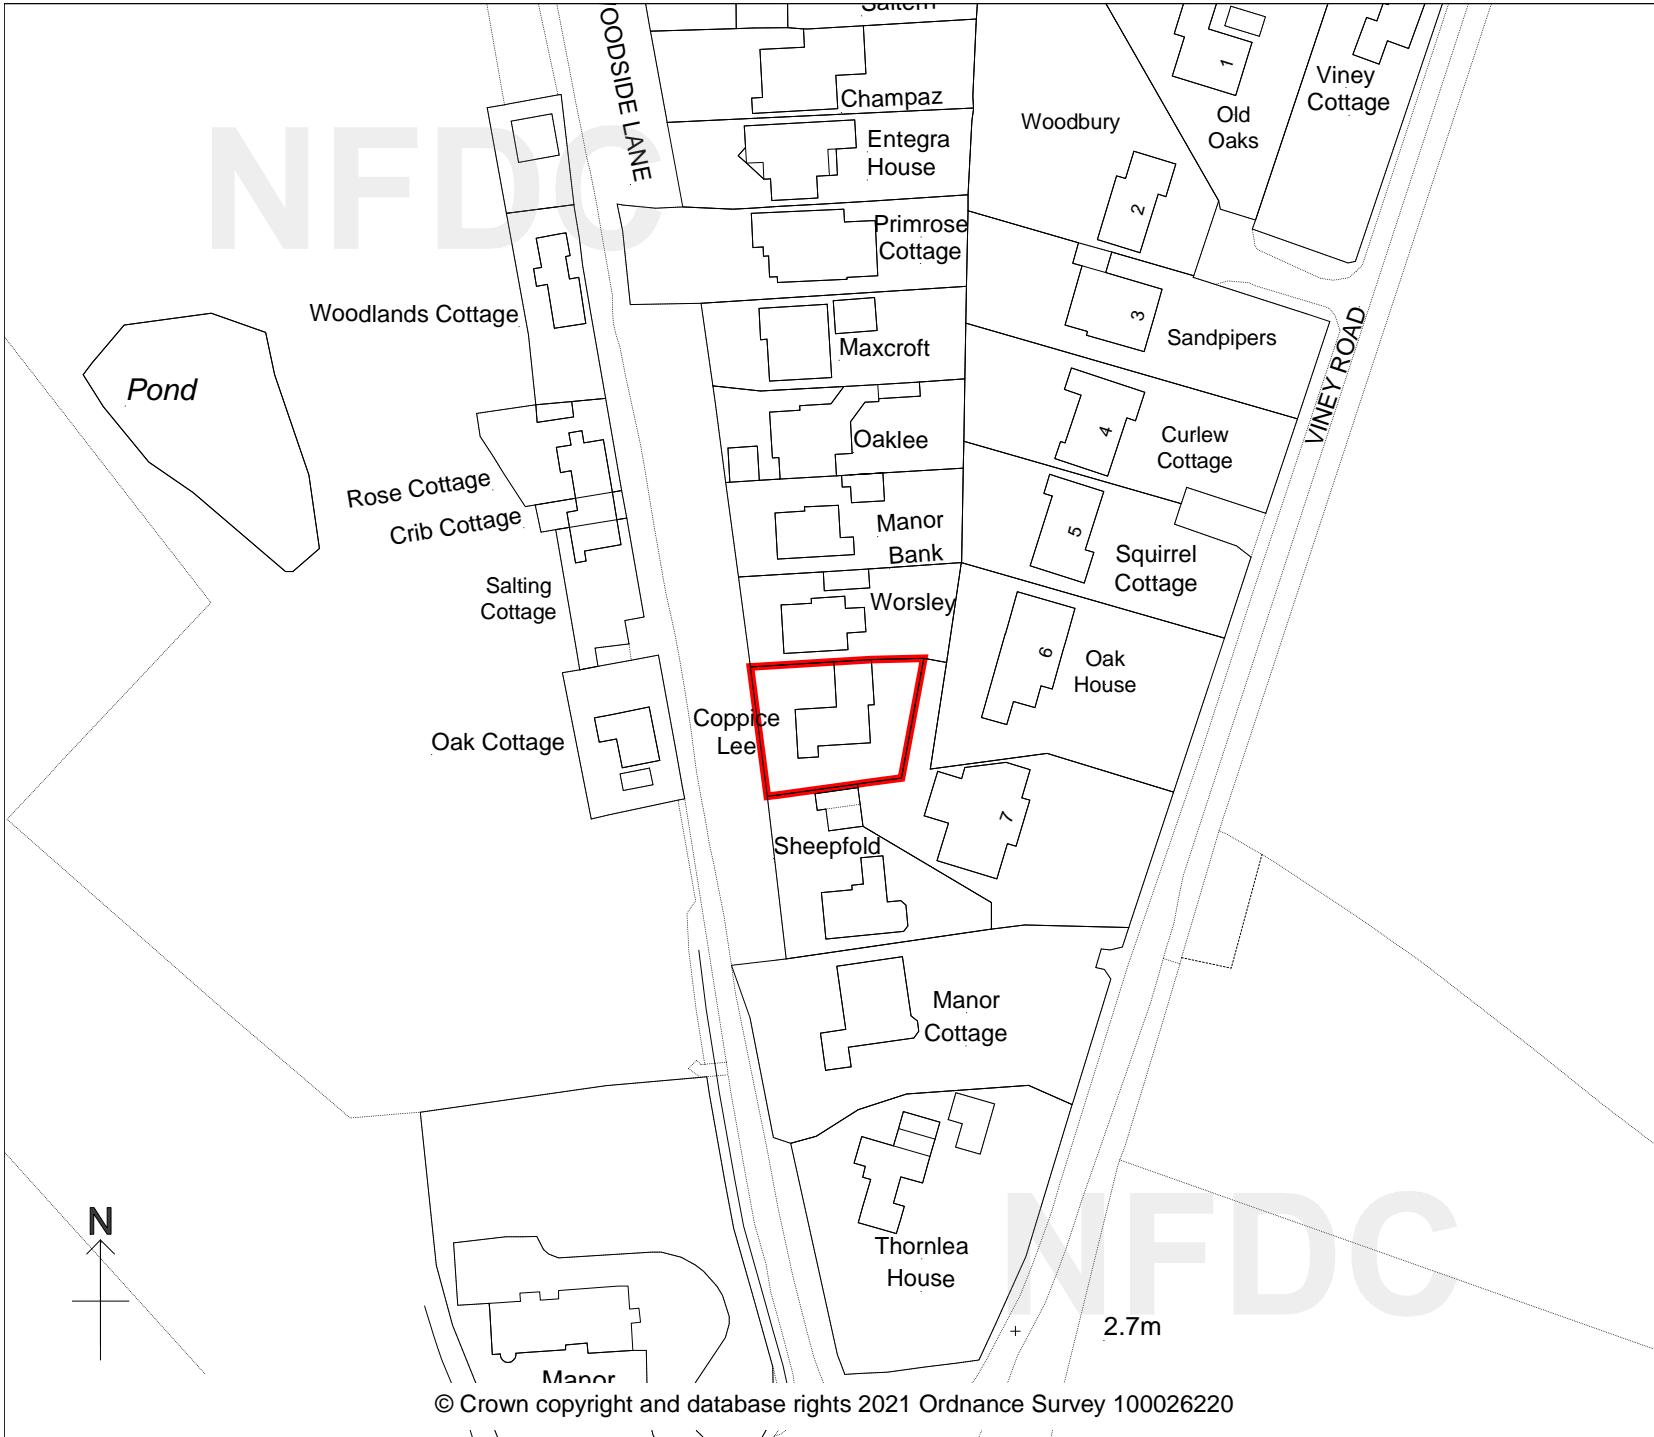 NFDC
OODSIDE LANE
Champaz
Entegra
House
Primrose
Cottage
Maxcroft
Oaklee
Manor
Bank
Worsley
Coppice
Lee
Sheepfold
Manor
Cottage
Thornlea
House
Woodbury
1
Old
Oaks
Viney
Cottage
2
3
Sandpipers
4
Curlew
Cottage
5
Squirrel
Cottage
6
Oak
House
7
VINEY ROAD
Woodlands Cottage
Pond
Rose Cottage
Crib Cottage
Salting
Cottage
Oak Cottage
N
NFDC
2.7m
Manor
© Crown copyright and database rights 2021 Ordnance Survey 100026220